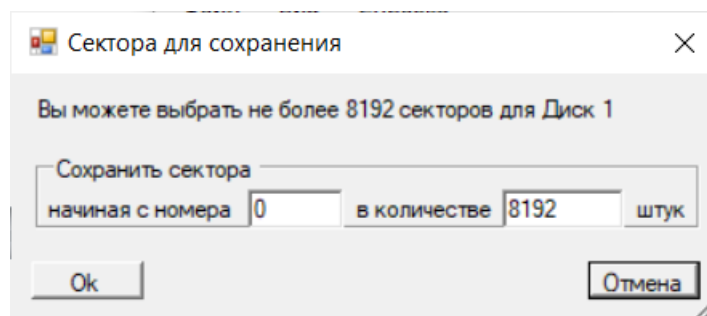 Сектора для сохранения
Вы можете выбрать не более 8192 секторов для Диск 1
Сохранить сектора
начиная с номера 0 в количестве 8192 штук
Ok Отмена